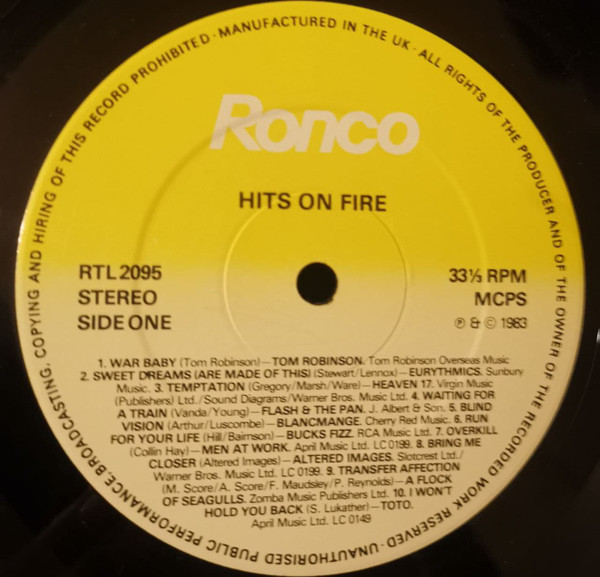 UNAUTHORISED PUBLIC PERFORMANCE BROADCASTING, COPYING AND HIRING OF THIS RECORD PROHIBITED · MANUFACTURED IN THE UK · ALL RIGHTS OF THE PRODUCER AND OF THE OWNER OF THE RECORDED WORK RESERVED ·
Ronco
HITS ON FIRE
RTL 2095
STEREO
SIDE ONE
33⅓ RPM
MCPS
℗ & © 1983
1. WAR BABY (Tom Robinson) – TOM ROBINSON. Tom Robinson Overseas Music
2. SWEET DREAMS (ARE MADE OF THIS) (Stewart/Lennox) – EURYTHMICS. Sunbury
Music. 3. TEMPTATION (Gregory/Marsh/Ware) – HEAVEN 17. Virgin Music
(Publishers) Ltd./Sound Diagrams/Warner Bros. Music Ltd. 4. WAITING FOR
A TRAIN (Vanda/Young) – FLASH & THE PAN. J. Albert & Son. 5. BLIND
VISION (Arthur/Luscombe) – BLANCMANGE. Cherry Red Music. 6. RUN
FOR YOUR LIFE (Hill/Bairnson) – BUCKS FIZZ. RCA Music Ltd. 7. OVERKILL
(Collin Hay) – MEN AT WORK. April Music Ltd. LC 0199. 8. BRING ME
CLOSER (Altered Images) – ALTERED IMAGES. Slotcrest Ltd./
Warner Bros. Music Ltd. LC 0199. 9. TRANSFER AFFECTION
(M. Score/A. Score/F. Maudsley/P. Reynolds) – A FLOCK
OF SEAGULLS. Zomba Music Publishers Ltd. 10. I WON'T
HOLD YOU BACK (S. Lukather) – TOTO.
April Music Ltd. LC 0149